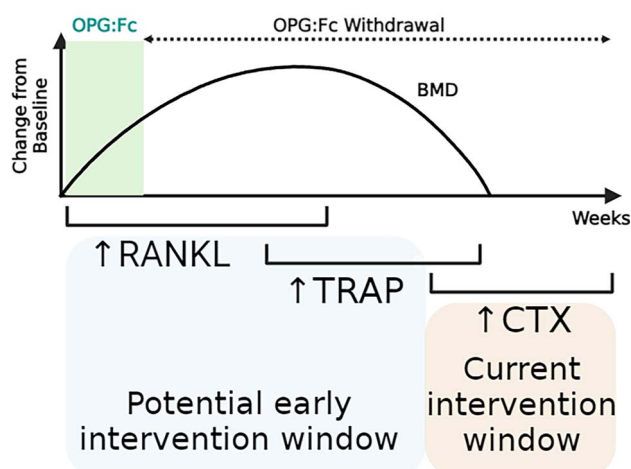 OPG:Fc
OPG:Fc Withdrawal
Change from
Baseline
BMD
Weeks
↑RANKL
↑TRAP
↑CTX
Potential early
intervention window
Current
intervention
window